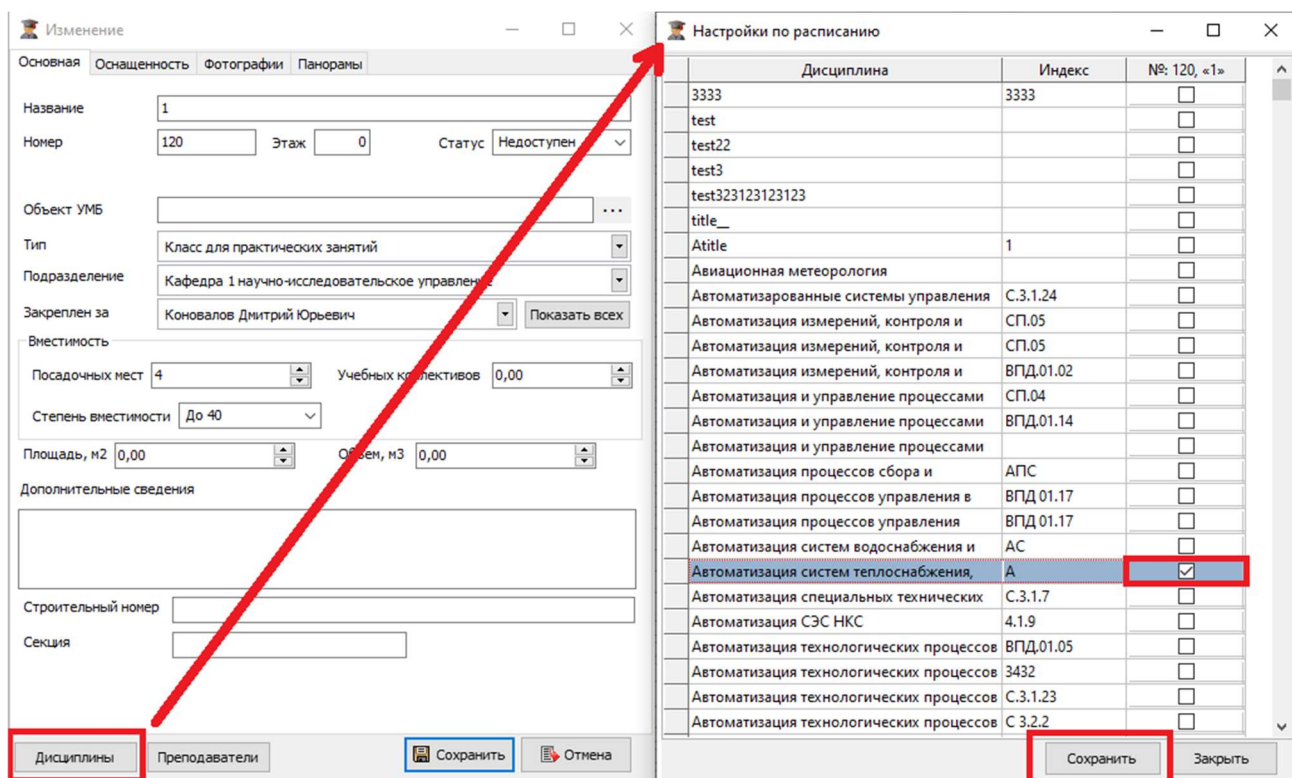 Изменение
Основная Оснащенность Фотографии Панорамы
Название 1
Номер 120 Этаж 0 Статус Недоступен
Объект УМБ ...
Тип Класс для практических занятий
Подразделение Кафедра 1 научно-исследовательское управление
Закреплен за Коновалов Дмитрий Юрьевич Показать всех
Вместимость
Посадочных мест 4 Учебных коллективов 0,00
Степень вместимости До 40
Площадь, м2 0,00 Объем, м3 0,00
Дополнительные сведения
Строительный номер
Секция
Дисциплины Преподаватели Сохранить Отмена
Настройки по расписанию
Дисциплина Индекс №: 120, «1»
3333 3333
test
test22
test3
test323123123123
title__
Atitle 1
Авиационная метеорология
Автоматизарованные системы управления С.3.1.24
Автоматизация измерений, контроля и СП.05
Автоматизация измерений, контроля и СП.05
Автоматизация измерений, контроля и ВПД.01.02
Автоматизация и управление процессами СП.04
Автоматизация и управление процессами ВПД.01.14
Автоматизация и управление процессами
Автоматизация процессов сбора и АПС
Автоматизация процессов управления в ВПД 01.17
Автоматизация процессов управления ВПД 01.17
Автоматизация систем водоснабжения и АС
Автоматизация систем теплоснабжения, А
Автоматизация специальных технических С.3.1.7
Автоматизация СЭС НКС 4.1.9
Автоматизация технологических процессов ВПД.01.05
Автоматизация технологических процессов 3432
Автоматизация технологических процессов С.3.1.23
Автоматизация технологических процессов С 3.2.2
Сохранить Закрыть